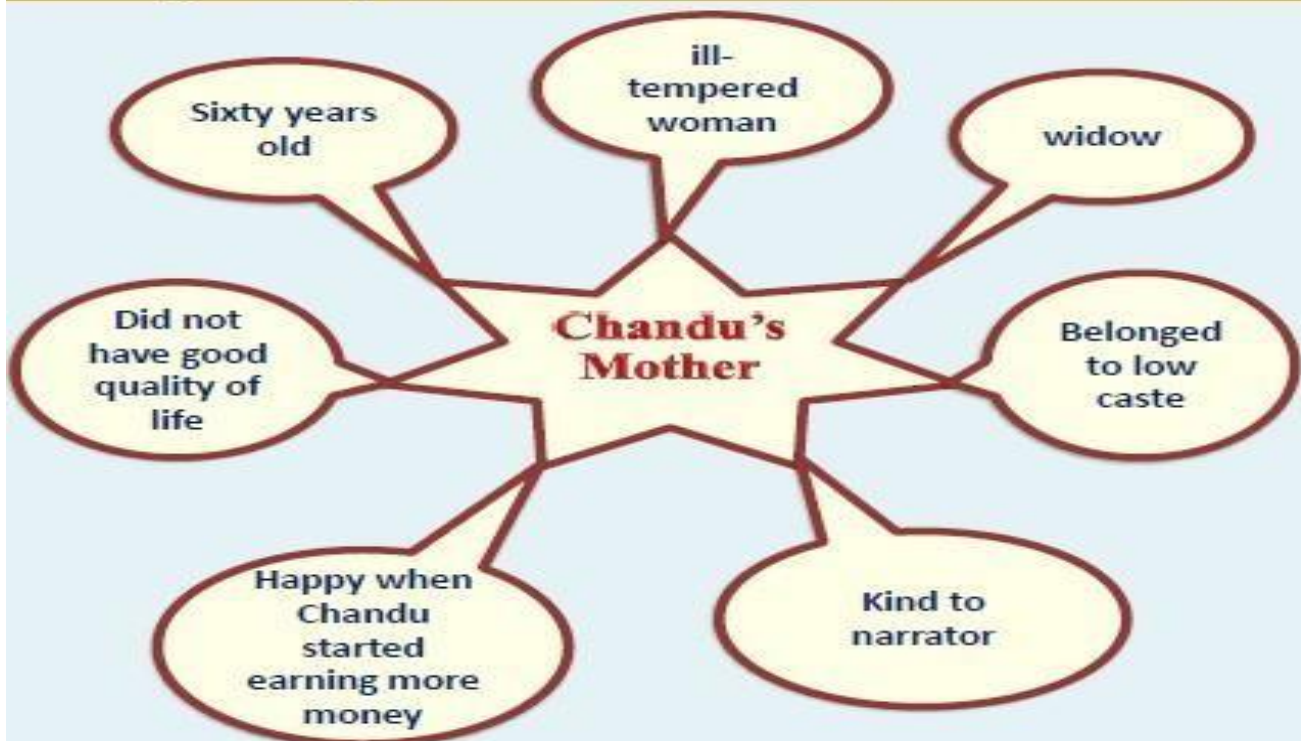 ill-
tempered
woman
Sixty years
old
widow
Chandu's
Mother
Did not
have good
quality of
life
Belonged
to low
caste
Happy when
Chandu
started
earning more
money
Kind to
narrator